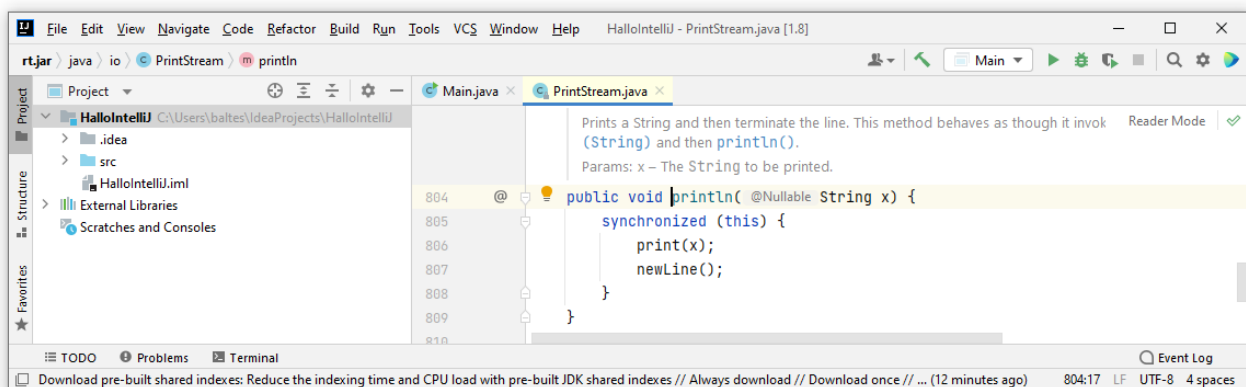 IJ File Edit View Navigate Code Refactor Build Run Tools VCS Window Help HalloIntelliJ - PrintStream.java [1.8]
rt.jar java io C PrintStream m println Main
Project Project Main.java PrintStream.java
HalloIntelliJ C:\Users\baltes\IdeaProjects\HalloIntelliJ
.idea
src
HalloIntelliJ.iml
External Libraries
Scratches and Consoles
Structure
Favorites
Prints a String and then terminate the line. This method behaves as though it invok Reader Mode
(String) and then println().
Params: x – The String to be printed.
804 @ public void println( @Nullable String x) {
805 synchronized (this) {
806 print(x);
807 newLine();
808 }
809 }
810
TODO Problems Terminal Event Log
Download pre-built shared indexes: Reduce the indexing time and CPU load with pre-built JDK shared indexes // Always download // Download once // ... (12 minutes ago) 804:17 LF UTF-8 4 spaces